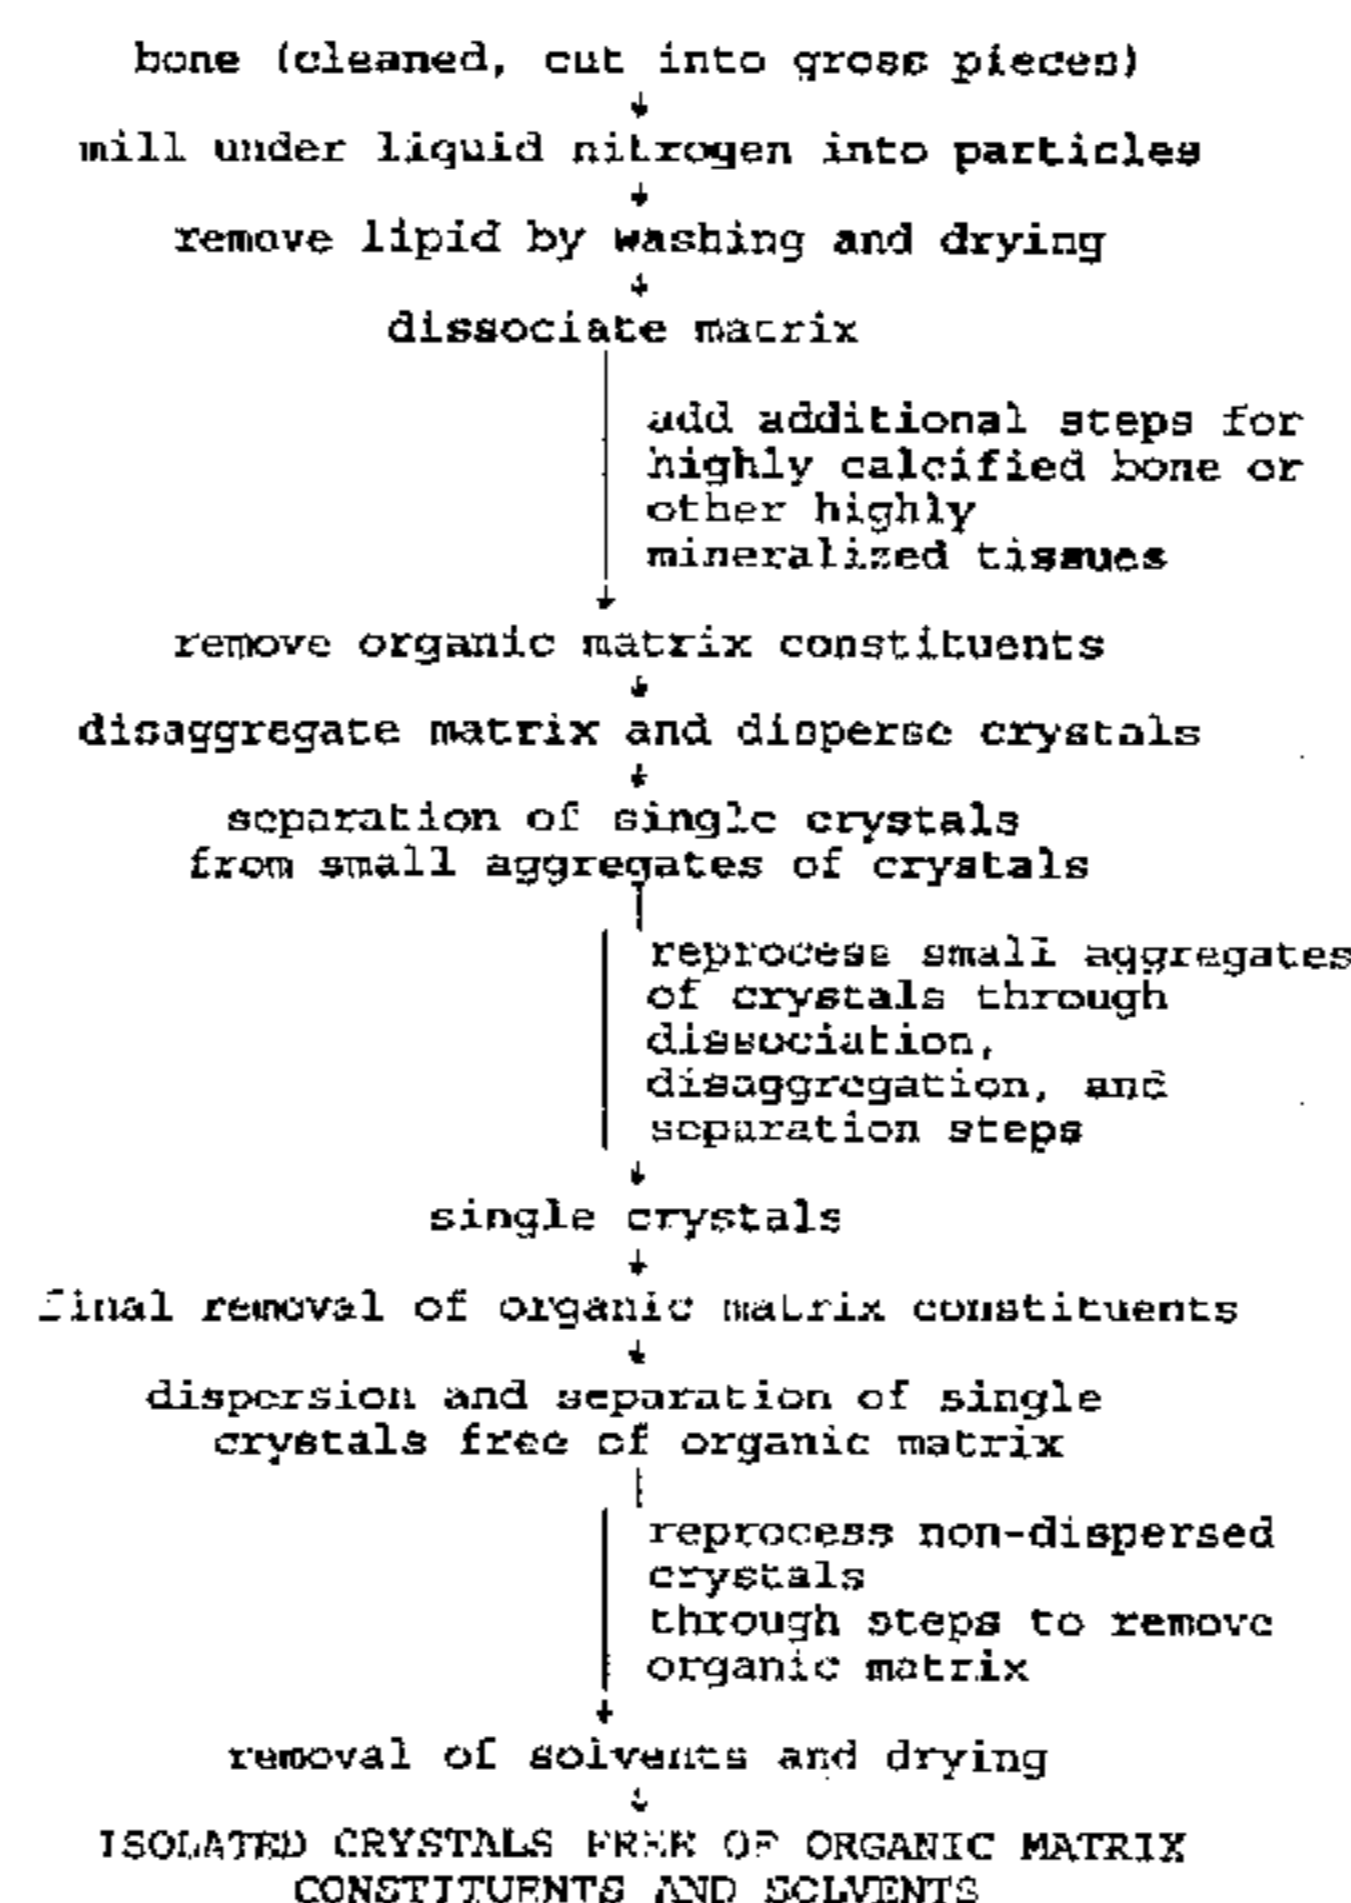 bone (cleaned, cut into gross pieces)
mill under liquid nitrogen into particles
remove lipid by washing and drying
dissociate matrix
add additional steps for
highly calcified bone or
other highly
mineralized tissues
remove organic matrix constituents
disaggregate matrix and disperse crystals
separation of single crystals
from small aggregates of crystals
reprocess small aggregates
of crystals through
dissociation,
disaggregation, and
separation steps
single crystals
final removal of organic matrix constituents
dispersion and separation of single
crystals free of organic matrix
reprocess non-dispersed
crystals
through steps to remove
organic matrix
removal of solvents and drying
ISOLATED CRYSTALS FREE OF ORGANIC MATRIX
CONSTITUENTS AND SOLVENTS